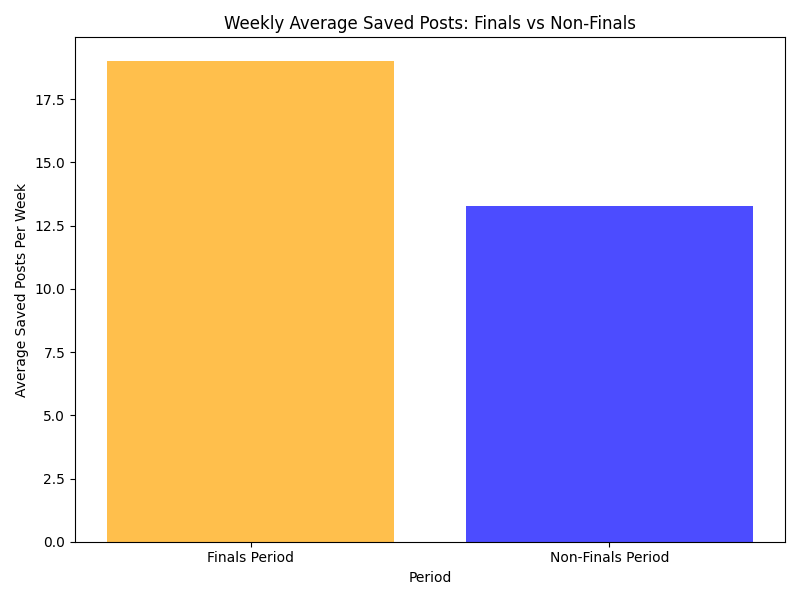 Weekly Average Saved Posts: Finals vs Non-Finals
Average Saved Posts Per Week
17.5
15.0
12.5
10.0
7.5
5.0
2.5
0.0
Finals Period
Non-Finals Period
Period